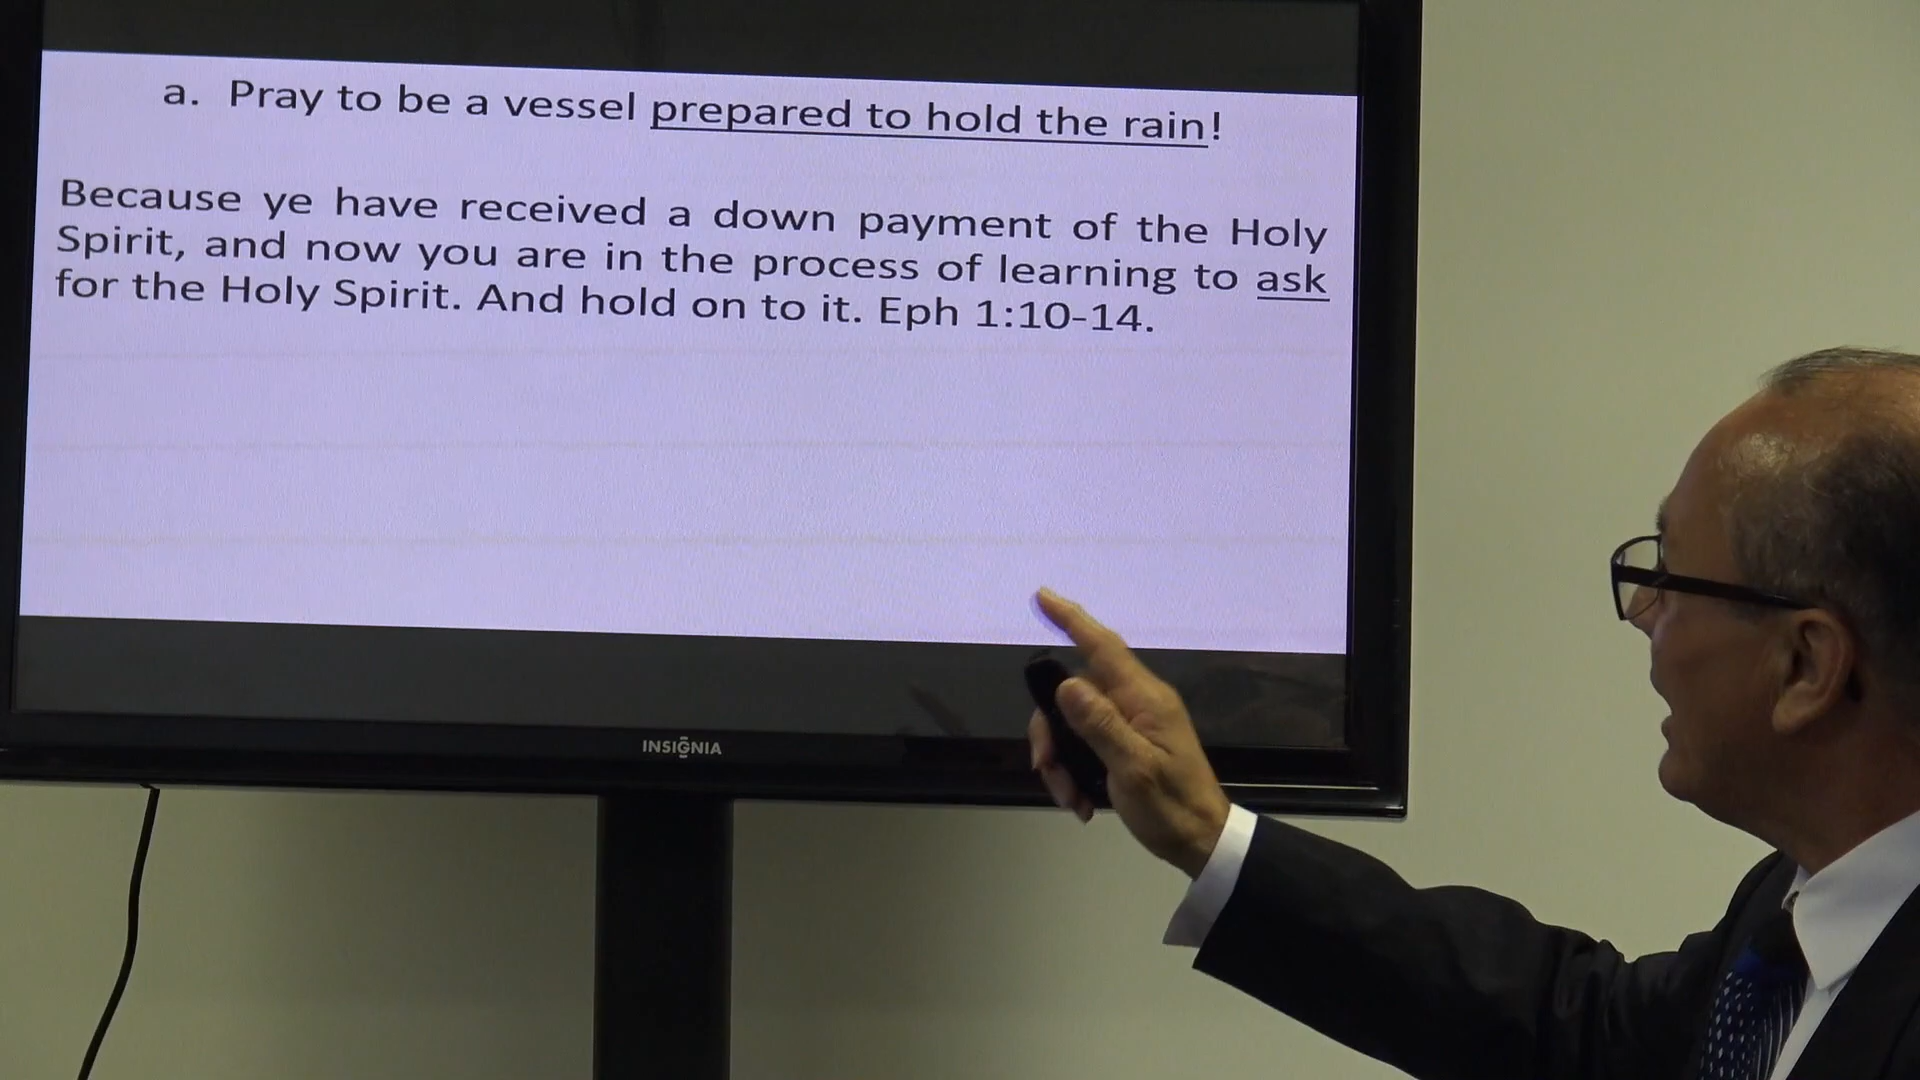 a. Pray to be a vessel prepared to hold the rain!
Because ye have received a down payment of the Holy
Spirit, and now you are in the process of learning to ask
for the Holy Spirit. And hold on to it. Eph 1:10-14.
INSIGNIA